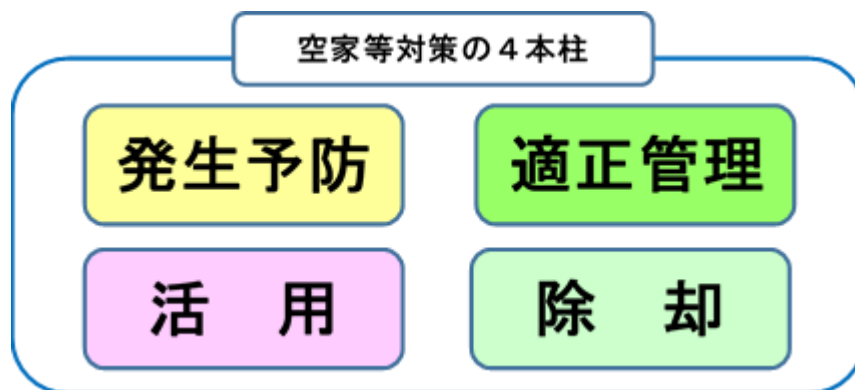 空家等対策の４本柱
発生予防
適正管理
活　用
除　却